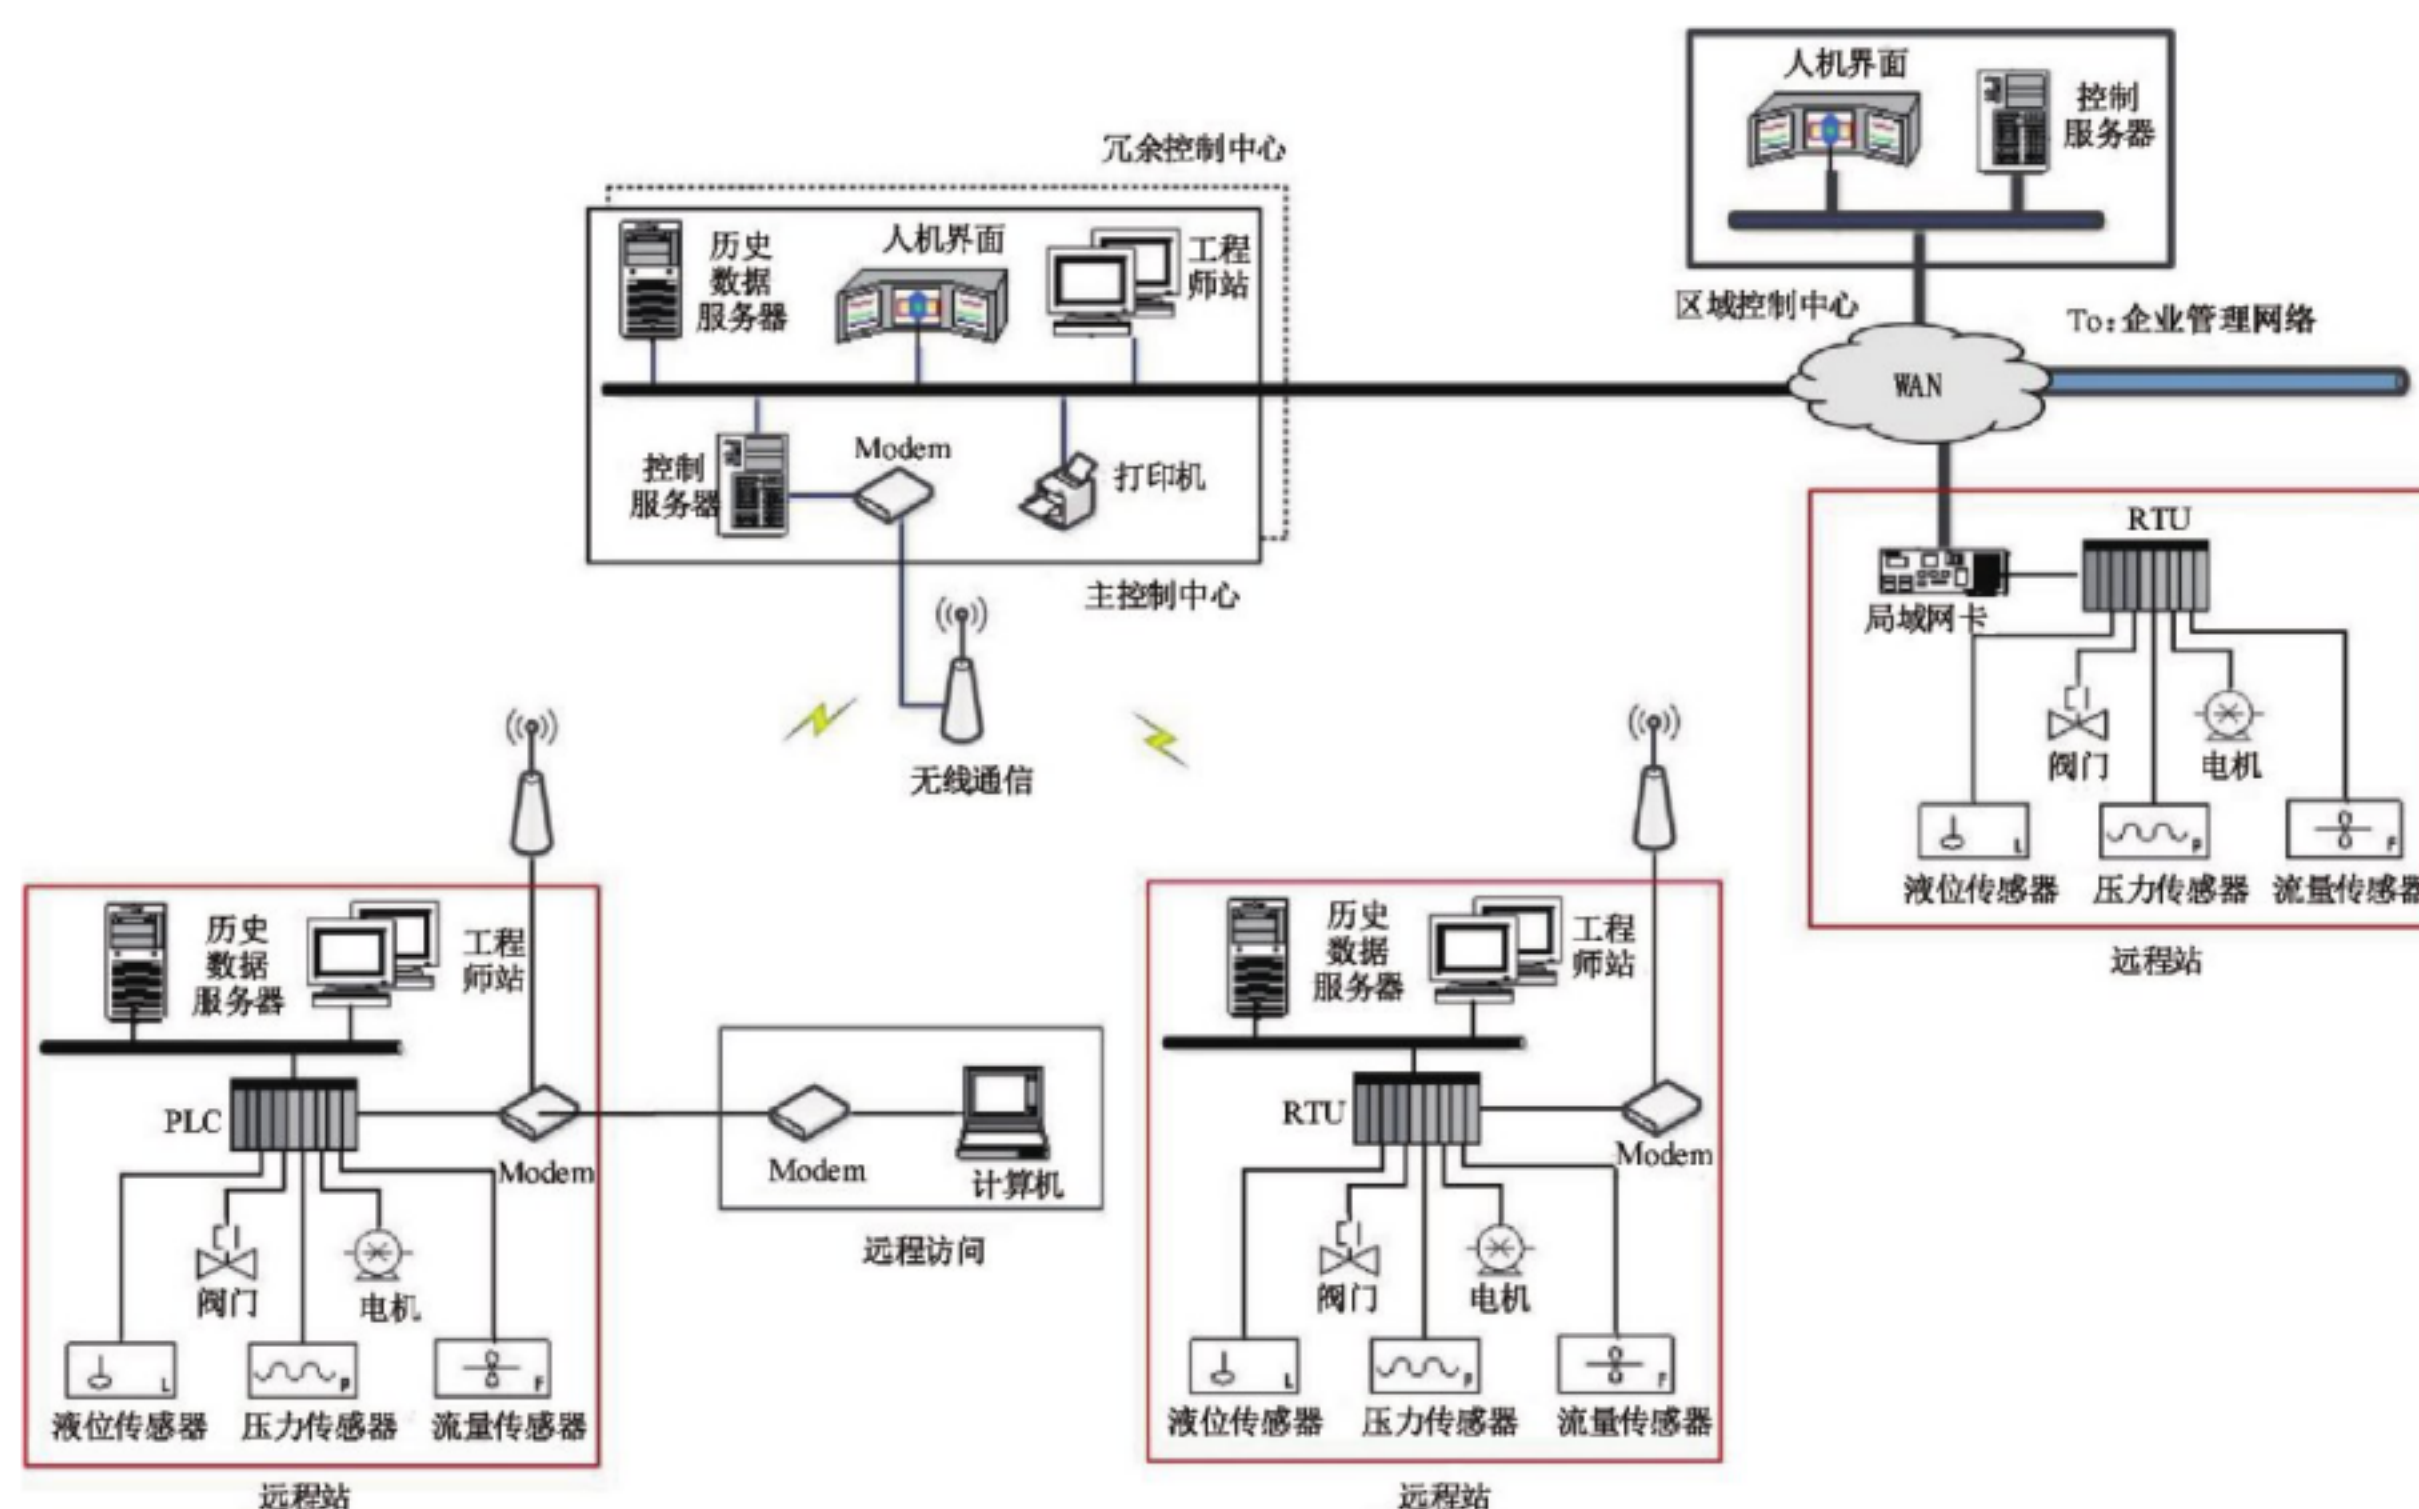 人机界面
控制
服务器
冗余控制中心
历史
数据
服务器
人机界面
工程
师站
区域控制中心
To:企业管理网络
WAN
控制
服务器
Modem
打印机
主控制中心
无线通信
RTU
局域网卡
阀门
电机
L
P
F
液位传感器
压力传感器
流量传感器
远程站
历史
数据
服务器
工程
师站
PLC
Modem
阀门
电机
L
P
F
液位传感器
压力传感器
流量传感器
远程站
Modem
计算机
远程访问
历史
数据
服务器
工程
师站
RTU
Modem
阀门
电机
L
P
F
液位传感器
压力传感器
流量传感器
远程站